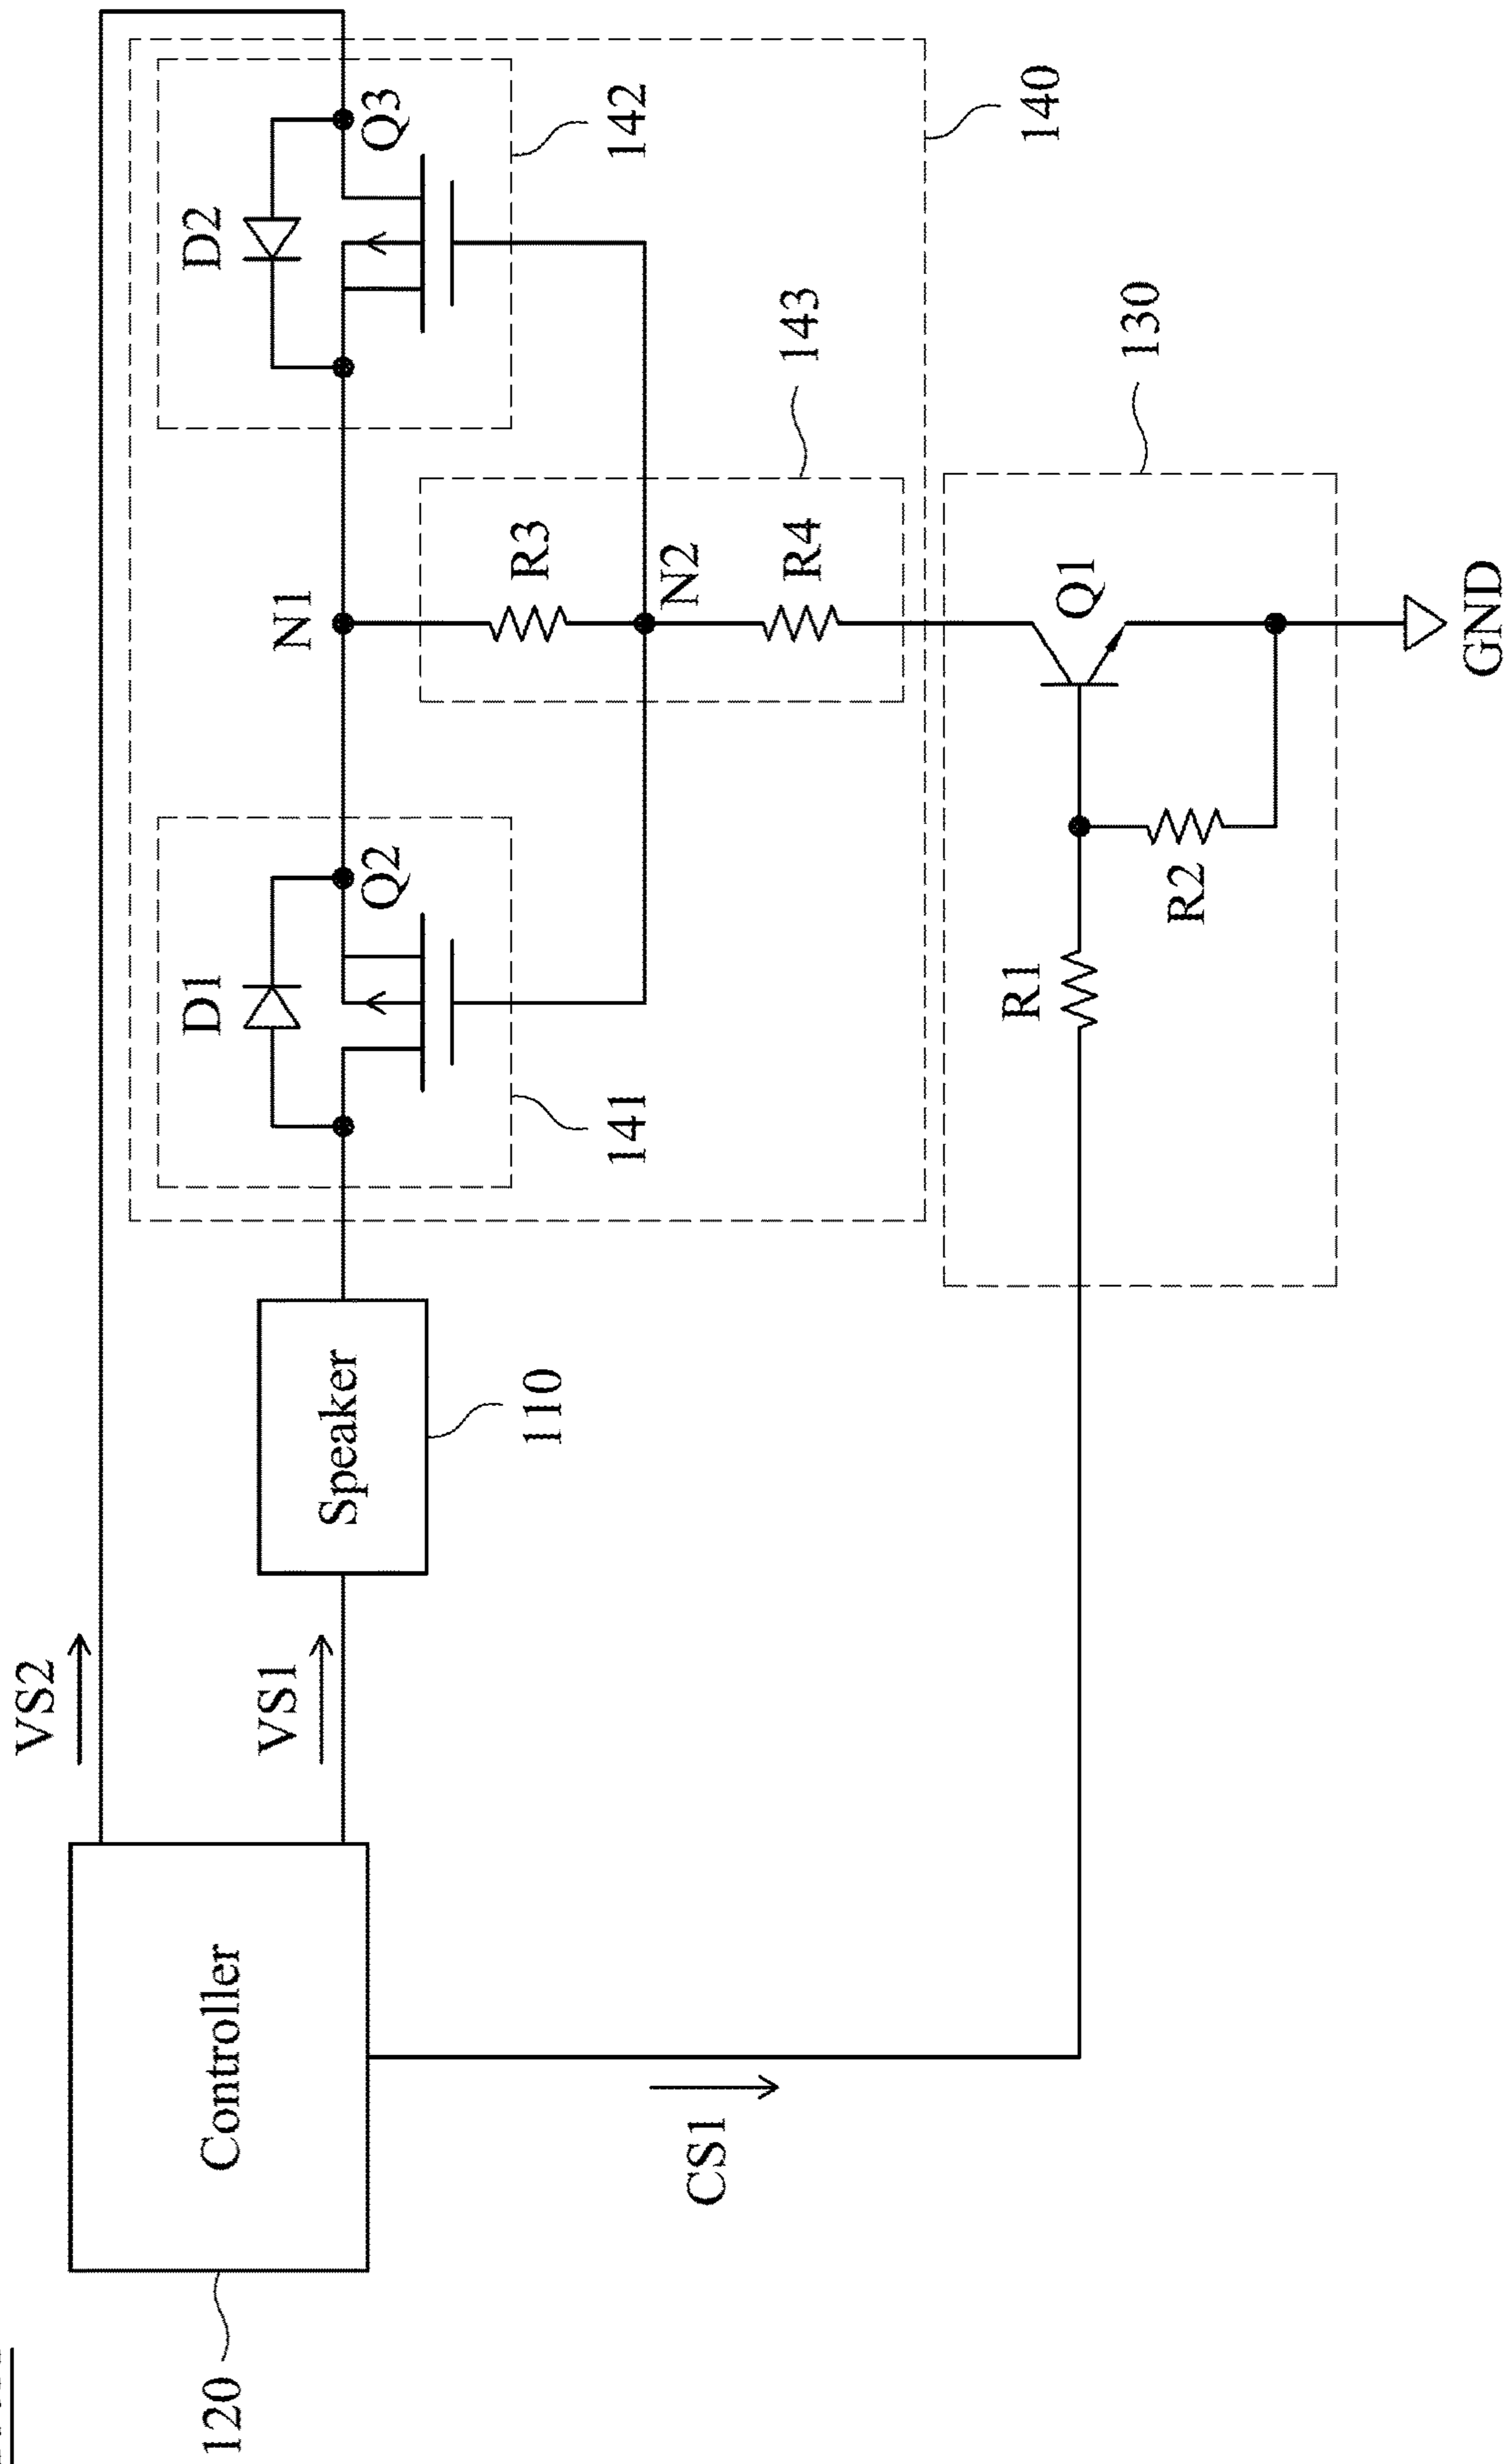 VS2
VS1
Controller
120
CS1
Speaker
110
D1
Q2
141
N1
R3
N2
R4
143
D2
Q3
142
140
R1
R2
Q1
130
GND